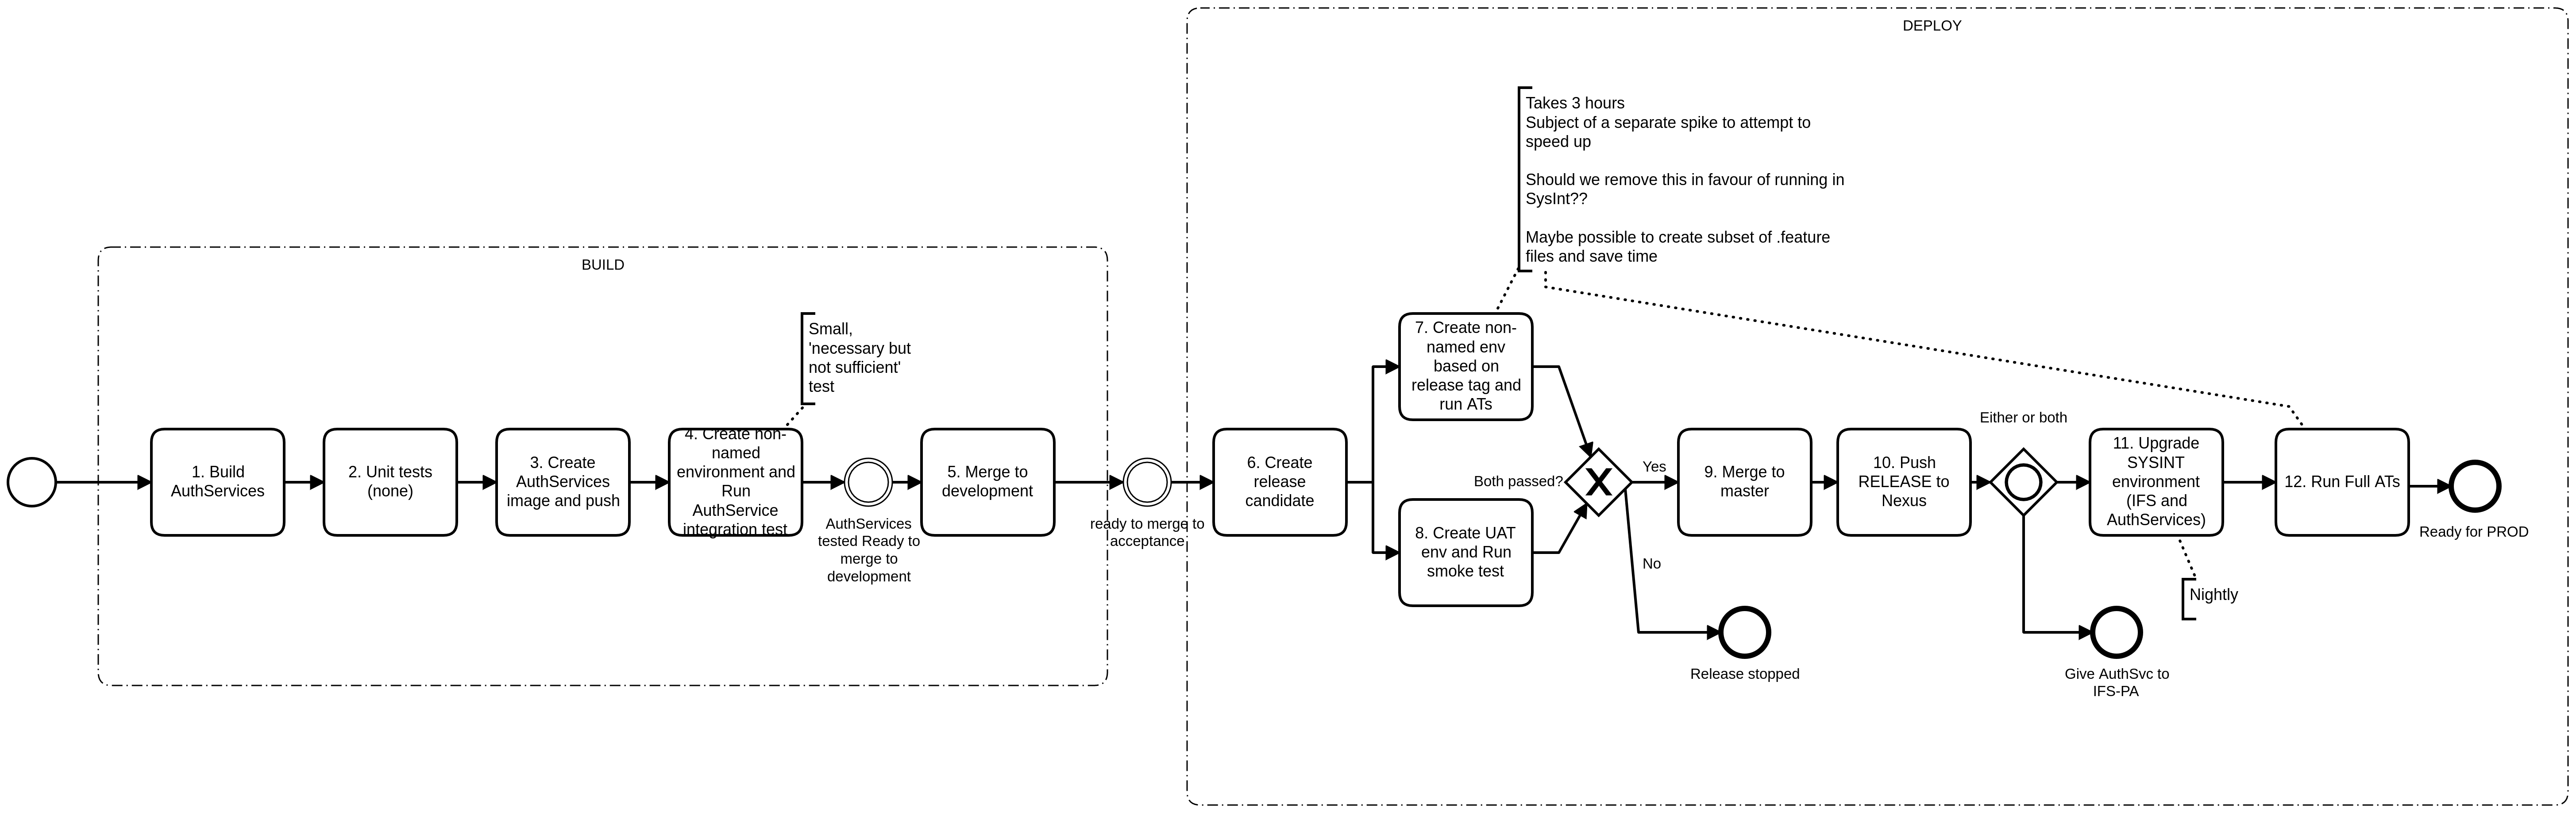 DEPLOY
Takes 3 hours
Subject of a separate spike to attempt to
speed up
Should we remove this in favour of running in
SysInt??
Maybe possible to create subset of .feature
files and save time
BUILD
Small,
'necessary but
not sufficient'
test
1. Build
AuthServices
2. Unit tests
(none)
3. Create
AuthServices
image and push
4. Create non-
named
environment and
Run
AuthService
integration test
AuthServices
tested Ready to
merge to
development
5. Merge to
development
ready to merge to
acceptance
6. Create
release
candidate
7. Create non-
named env
based on
release tag and
run ATs
8. Create UAT
env and Run
smoke test
Both passed?
Yes
No
Release stopped
9. Merge to
master
10. Push
RELEASE to
Nexus
Either or both
Give AuthSvc to
IFS-PA
11. Upgrade
SYSINT
environment
(IFS and
AuthServices)
Nightly
12. Run Full ATs
Ready for PROD